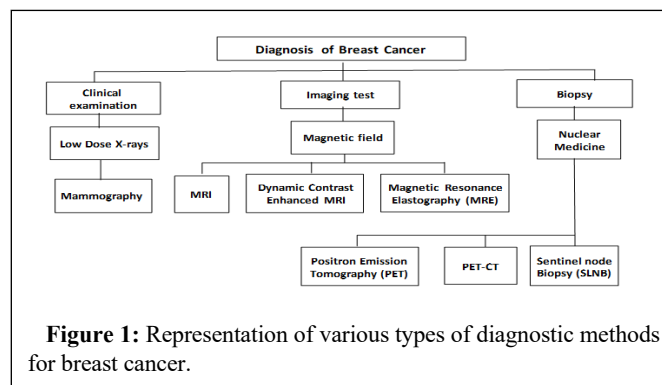 Diagnosis of Breast Cancer
Clinical
examination
Imaging test
Biopsy
Low Dose X-rays
Magnetic field
Nuclear
Medicine
Mammography
MRI
Dynamic Contrast
Enhanced MRI
Magnetic Resonance
Elastography (MRE)
Positron Emission
Tomography (PET)
PET-CT
Sentinel node
Biopsy (SLNB)
Figure 1: Representation of various types of diagnostic methods
for breast cancer.